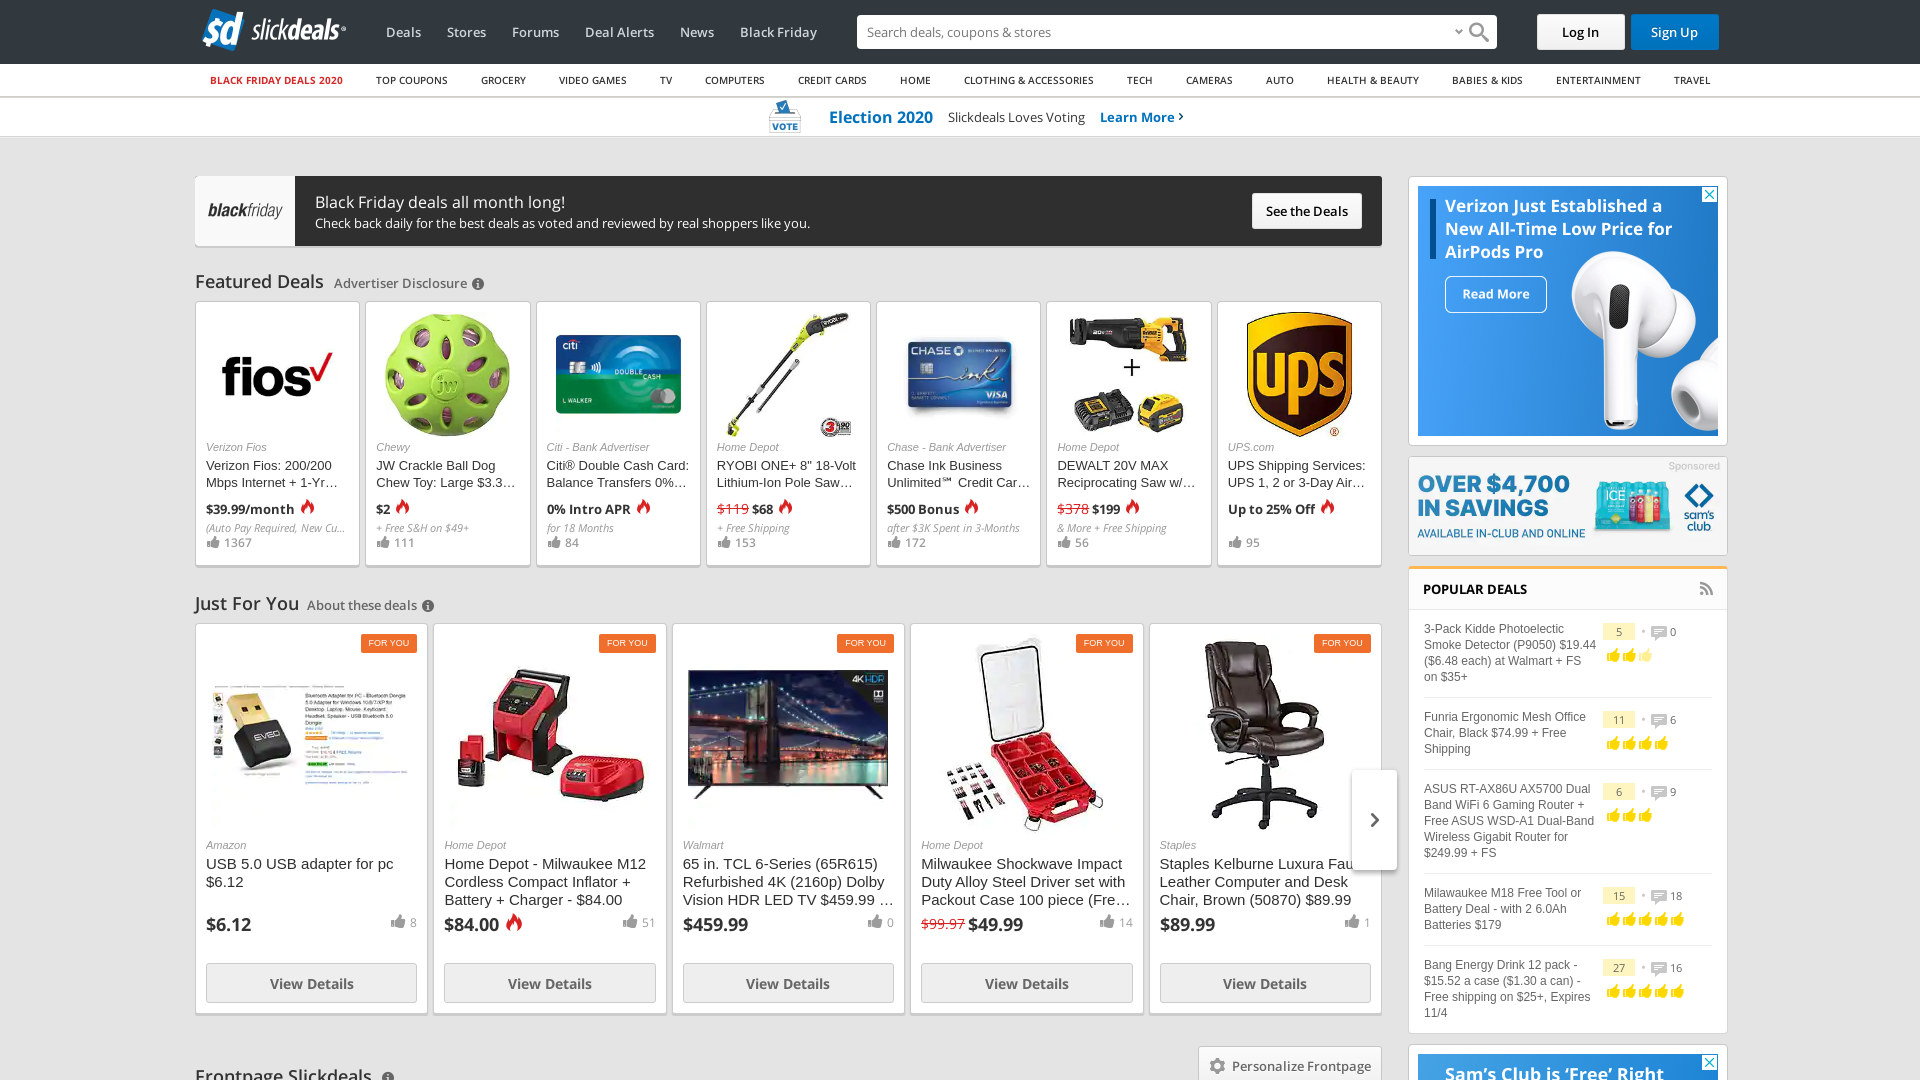 sd slickdeals
Deals
Stores
Forums
Deal Alerts
News
Black Friday
Search deals, coupons & stores
Log In
Sign Up
BLACK FRIDAY DEALS 2020
TOP COUPONS
GROCERY
VIDEO GAMES
TV
COMPUTERS
CREDIT CARDS
HOME
CLOTHING & ACCESSORIES
TECH
CAMERAS
AUTO
HEALTH & BEAUTY
BABIES & KIDS
ENTERTAINMENT
TRAVEL
VOTE
Election 2020
Slickdeals Loves Voting
Learn More
blackfriday
Black Friday deals all month long!
Check back daily for the best deals as voted and reviewed by real shoppers like you.
See the Deals
Featured Deals
Advertiser Disclosure
fios
Verizon Fios
Verizon Fios: 200/200
Mbps Internet + 1-Yr…
$39.99/month
(Auto Pay Required, New Cu...
1367
JW
Chewy
JW Crackle Ball Dog
Chew Toy: Large $3.3…
$2
+ Free S&H on $49+
111
citi
DOUBLE CASH
L WALKER
Citi - Bank Advertiser
Citi® Double Cash Card:
Balance Transfers 0%…
0% Intro APR
for 18 Months
84
Home Depot
RYOBI ONE+ 8" 18-Volt
Lithium-Ion Pole Saw…
$119 $68
+ Free Shipping
153
CHASE
ink
VISA
Chase - Bank Advertiser
Chase Ink Business
Unlimited℠ Credit Car…
$500 Bonus
after $3K Spent in 3-Months
172
+
Home Depot
DEWALT 20V MAX
Reciprocating Saw w/…
$378 $199
& More + Free Shipping
56
ups
®
UPS.com
UPS Shipping Services:
UPS 1, 2 or 3-Day Air…
Up to 25% Off
95
Just For You
About these deals
FOR YOU
EVEO
Amazon
USB 5.0 USB adapter for pc
$6.12
$6.12
8
View Details
FOR YOU
Home Depot
Home Depot - Milwaukee M12
Cordless Compact Inflator +
Battery + Charger - $84.00
$84.00
51
View Details
FOR YOU
4K HDR
Walmart
65 in. TCL 6-Series (65R615)
Refurbished 4K (2160p) Dolby
Vision HDR LED TV $459.99 …
$459.99
0
View Details
FOR YOU
Home Depot
Milwaukee Shockwave Impact
Duty Alloy Steel Driver set with
Packout Case 100 piece (Fre…
$99.97 $49.99
14
View Details
FOR YOU
Staples
Staples Kelburne Luxura Fau
Leather Computer and Desk
Chair, Brown (50870) $89.99
$89.99
1
View Details
Frontpage Slickdeals
Personalize Frontpage
Verizon Just Established a
New All-Time Low Price for
AirPods Pro
Read More
Sponsored
OVER $4,700
IN SAVINGS
AVAILABLE IN-CLUB AND ONLINE
ICE
sam's
club
POPULAR DEALS
3-Pack Kidde Photoelectic
Smoke Detector (P9050) $19.44
($6.48 each) at Walmart + FS
on $35+
5
0
Funria Ergonomic Mesh Office
Chair, Black $74.99 + Free
Shipping
11
6
ASUS RT-AX86U AX5700 Dual
Band WiFi 6 Gaming Router +
Free ASUS WSD-A1 Dual-Band
Wireless Gigabit Router for
$249.99 + FS
6
9
Milawaukee M18 Free Tool or
Battery Deal - with 2 6.0Ah
Batteries $179
15
18
Bang Energy Drink 12 pack -
$15.52 a case ($1.30 a can) -
Free shipping on $25+, Expires
11/4
27
16
Sam's Club is 'Free' Right